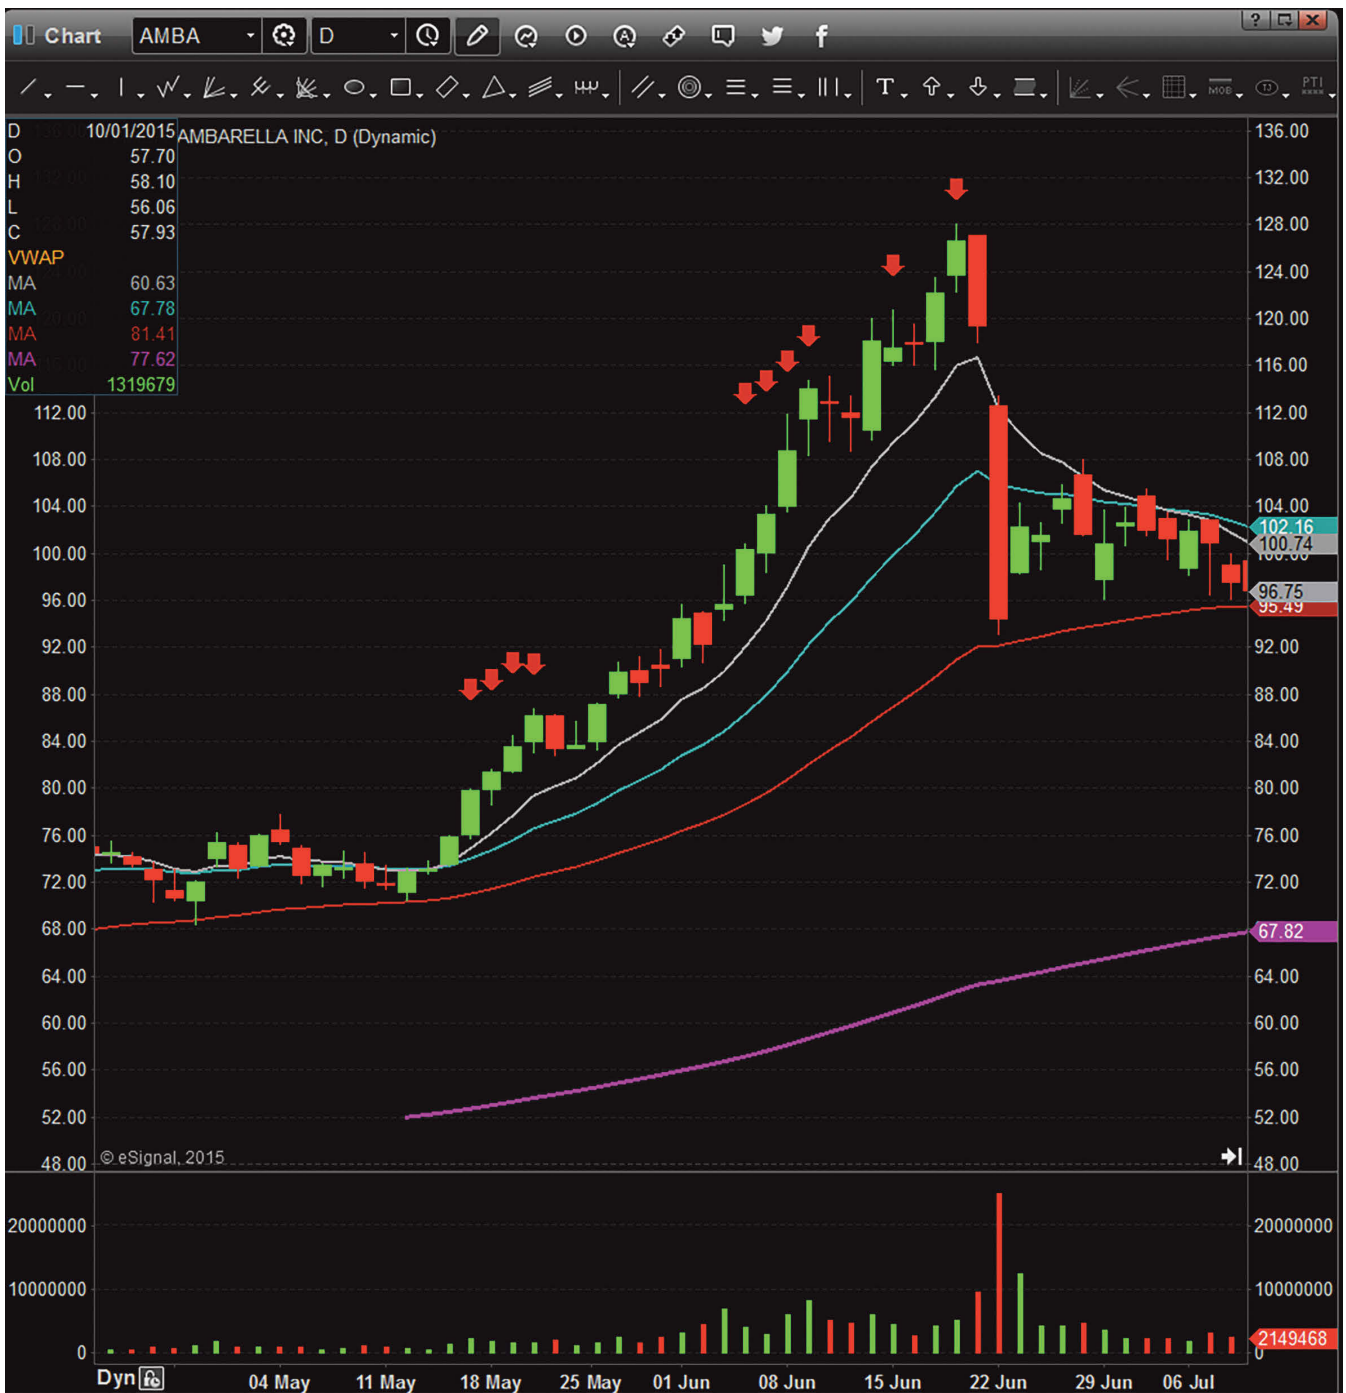 Chart AMBA D
T MOB TJ PTI
D 10/01/2015
O 57.70
H 58.10
L 56.06
C 57.93
VWAP
MA 60.63
MA 67.78
MA 81.41
MA 77.62
Vol 1319679
AMBARELLA INC, D (Dynamic)
136.00
132.00
128.00
124.00
120.00
116.00
112.00 112.00
108.00 108.00
104.00 104.00
102.16
100.74
100.00 100.00
96.75
96.00
95.49
92.00 92.00
88.00 88.00
84.00 84.00
80.00 80.00
76.00 76.00
72.00 72.00
68.00
67.82
64.00 64.00
60.00 60.00
56.00 56.00
52.00 52.00
© eSignal, 2015
48.00 48.00
20000000 20000000
10000000 10000000
2149468
0 0
Dyn 04 May 11 May 18 May 25 May 01 Jun 08 Jun 15 Jun 22 Jun 29 Jun 06 Jul